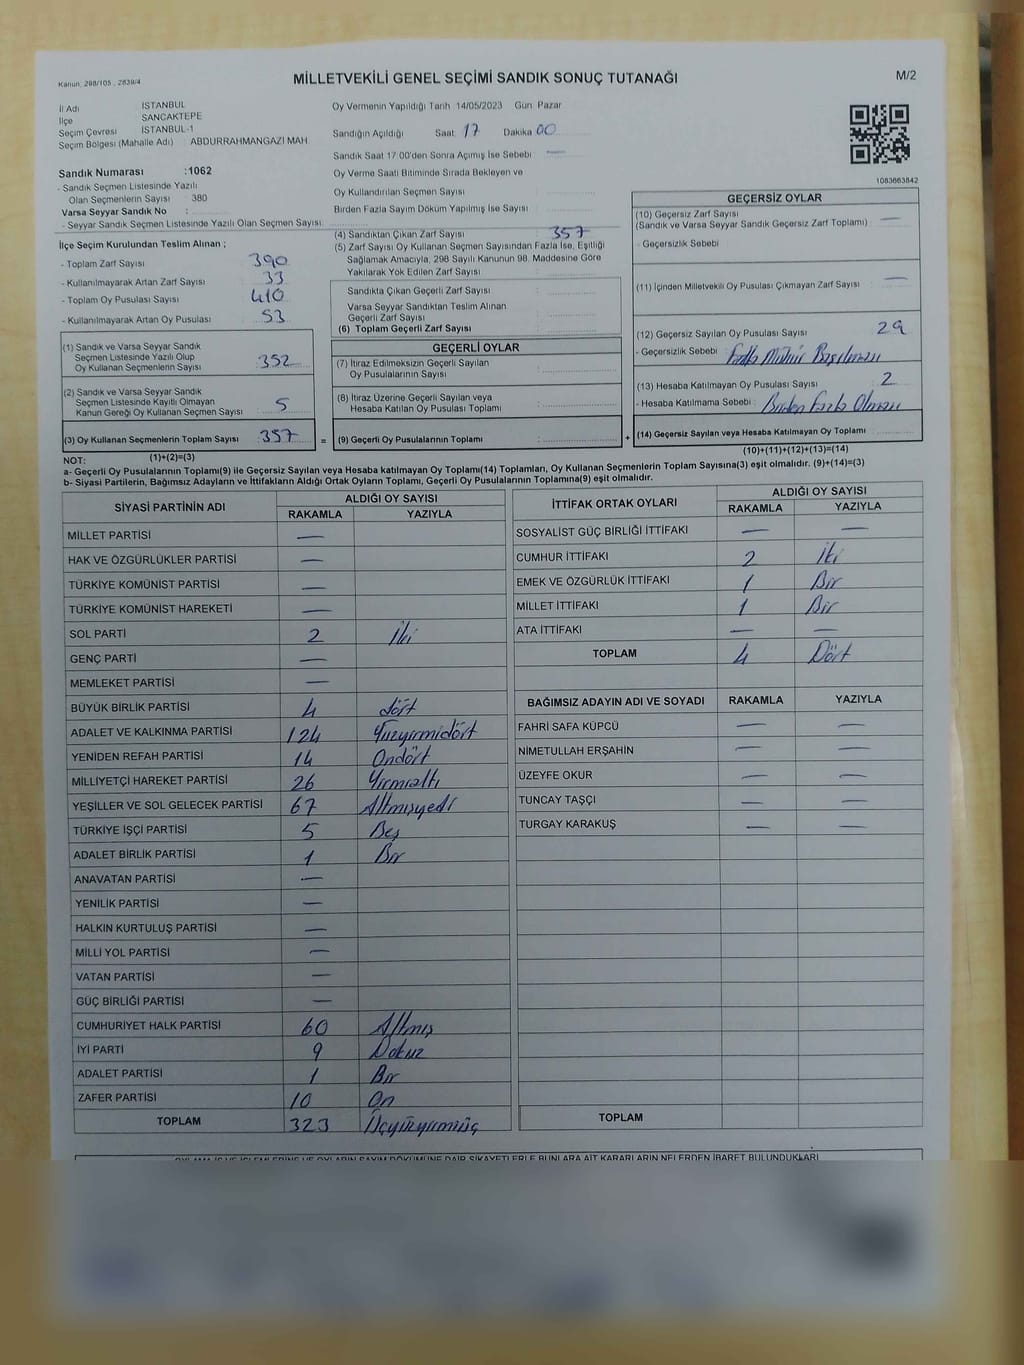 Kanun, 298/105 , 2839/4
MİLLETVEKİLİ GENEL SEÇİMİ SANDIK SONUÇ TUTANAĞI
M/2
İl Adı İSTANBUL
İlçe SANCAKTEPE
Seçim Çevresi İSTANBUL-1
Seçim Bölgesi (Mahalle Adı) ABDURRAHMANGAZİ MAH.
Sandık Numarası :1062
- Sandık Seçmen Listesinde Yazılı
Olan Seçmenlerin Sayısı : 380
Varsa Seyyar Sandık No :
- Seyyar Sandık Seçmen Listesinde Yazılı Olan Seçmen Sayısı:
İlçe Seçim Kurulundan Teslim Alınan ;
- Toplam Zarf Sayısı 390
- Kullanılmayarak Artan Zarf Sayısı 33
- Toplam Oy Pusulası Sayısı 410
- Kullanılmayarak Artan Oy Pusulası 53
(1) Sandık ve Varsa Seyyar Sandık
Seçmen Listesinde Yazılı Olup
Oy Kullanan Seçmenlerin Sayısı : 352
(2) Sandık ve Varsa Seyyar Sandık
Seçmen Listesinde Kayıtlı Olmayan
Kanun Gereği Oy Kullanan Seçmen Sayısı : 5
(3) Oy Kullanan Seçmenlerin Toplam Sayısı : 357 =
(1)+(2)=(3)
Oy Vermenin Yapıldığı Tarih 14/05/2023 Gün Pazar
Sandığın Açıldığı Saat 17 Dakika 00
Sandık Saat 17:00'den Sonra Açılmış İse Sebebi : —
Oy Verme Saati Bitiminde Sırada Bekleyen ve
Oy Kullandırılan Seçmen Sayısı :
Birden Fazla Sayım Döküm Yapılmış İse Sayısı :
(4) Sandıktan Çıkan Zarf Sayısı : 357
(5) Zarf Sayısı Oy Kullanan Seçmen Sayısından Fazla İse, Eşitliği
Sağlamak Amacıyla, 298 Sayılı Kanunun 98. Maddesine Göre
Yakılarak Yok Edilen Zarf Sayısı :
Sandıkta Çıkan Geçerli Zarf Sayısı :
Varsa Seyyar Sandıktan Teslim Alınan
Geçerli Zarf Sayısı :
(6) Toplam Geçerli Zarf Sayısı :
GEÇERLİ OYLAR
(7) İtiraz Edilmeksizin Geçerli Sayılan
Oy Pusulalarının Sayısı :
(8) İtiraz Üzerine Geçerli Sayılan veya
Hesaba Katılan Oy Pusulası Toplamı :
(9) Geçerli Oy Pusulalarının Toplamı : +
1083663842
GEÇERSİZ OYLAR
(10) Geçersiz Zarf Sayısı : —
(Sandık ve Varsa Seyyar Sandık Geçersiz Zarf Toplamı)
- Geçersizlik Sebebi
(11) İçinden Milletvekili Oy Pusulası Çıkmayan Zarf Sayısı : —
(12) Geçersiz Sayılan Oy Pusulası Sayısı : 29
- Geçersizlik Sebebi : Fazla Mühür Basılması
(13) Hesaba Katılmayan Oy Pusulası Sayısı : 2
- Hesaba Katılmama Sebebi : Birden Fazla Olması
(14) Geçersiz Sayılan veya Hesaba Katılmayan Oy Toplamı :
(10)+(11)+(12)+(13)=(14)
NOT:
a- Geçerli Oy Pusulalarının Toplamı(9) ile Geçersiz Sayılan veya Hesaba katılmayan Oy Toplamı(14) Toplamları, Oy Kullanan Seçmenlerin Toplam Sayısına(3) eşit olmalıdır. (9)+(14)=(3)
b- Siyasi Partilerin, Bağımsız Adayların ve İttifakların Aldığı Ortak Oyların Toplamı, Geçerli Oy Pusulalarının Toplamına(9) eşit olmalıdır.
SİYASİ PARTİNİN ADI ALDIĞI OY SAYISI
RAKAMLA YAZIYLA
MİLLET PARTİSİ —
HAK VE ÖZGÜRLÜKLER PARTİSİ —
TÜRKİYE KOMÜNİST PARTİSİ —
TÜRKİYE KOMÜNİST HAREKETİ —
SOL PARTİ 2 İki
GENÇ PARTİ —
MEMLEKET PARTİSİ —
BÜYÜK BİRLİK PARTİSİ 4 dört
ADALET VE KALKINMA PARTİSİ 124 Yüzyirmidört
YENİDEN REFAH PARTİSİ 14 Ondört
MİLLİYETÇİ HAREKET PARTİSİ 26 Yirmialtı
YEŞİLLER VE SOL GELECEK PARTİSİ 67 Altmışyedi
TÜRKİYE İŞÇİ PARTİSİ 5 Beş
ADALET BİRLİK PARTİSİ 1 Bir
ANAVATAN PARTİSİ —
YENİLİK PARTİSİ —
HALKIN KURTULUŞ PARTİSİ —
MİLLİ YOL PARTİSİ —
VATAN PARTİSİ —
GÜÇ BİRLİĞİ PARTİSİ —
CUMHURİYET HALK PARTİSİ 60 Altmış
İYİ PARTİ 9 Dokuz
ADALET PARTİSİ 1 Bir
ZAFER PARTİSİ 10 On
TOPLAM 323 Üçyüzyirmiüç
İTTİFAK ORTAK OYLARI ALDIĞI OY SAYISI
RAKAMLA YAZIYLA
SOSYALİST GÜÇ BİRLİĞİ İTTİFAKI — —
CUMHUR İTTİFAKI 2 İki
EMEK VE ÖZGÜRLÜK İTTİFAKI 1 Bir
MİLLET İTTİFAKI 1 Bir
ATA İTTİFAKI — —
TOPLAM 4 Dört
BAĞIMSIZ ADAYIN ADI VE SOYADI RAKAMLA YAZIYLA
FAHRİ SAFA KÜPCÜ — —
NİMETULLAH ERŞAHİN — —
ÜZEYFE OKUR — —
TUNCAY TAŞÇI — —
TURGAY KARAKUŞ — —
TOPLAM